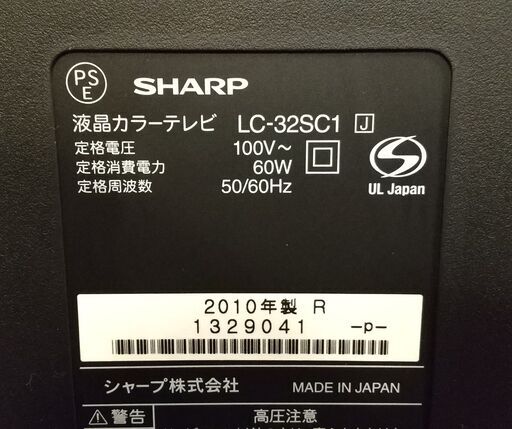 PS
E
SHARP
液晶カラーテレビ LC-32SC1 J
定格電圧 100V～
定格消費電力 60W
定格周波数 50/60Hz
UL Japan
2010年製 R
1329041 -p-
シャープ株式会社 MADE IN JAPAN
警告 高圧注意